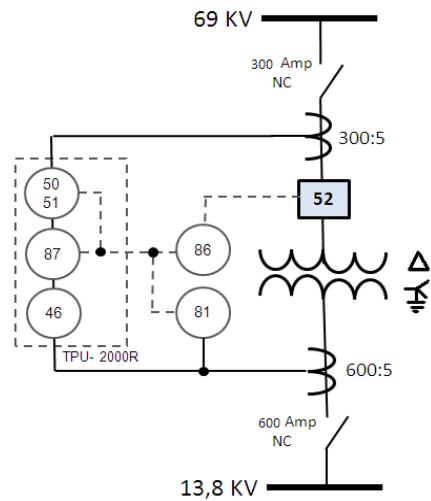 69 KV
300 Amp
NC
300:5
50
51
52
87
86
46
81
TPU- 2000R
600:5
600 Amp
NC
13,8 KV